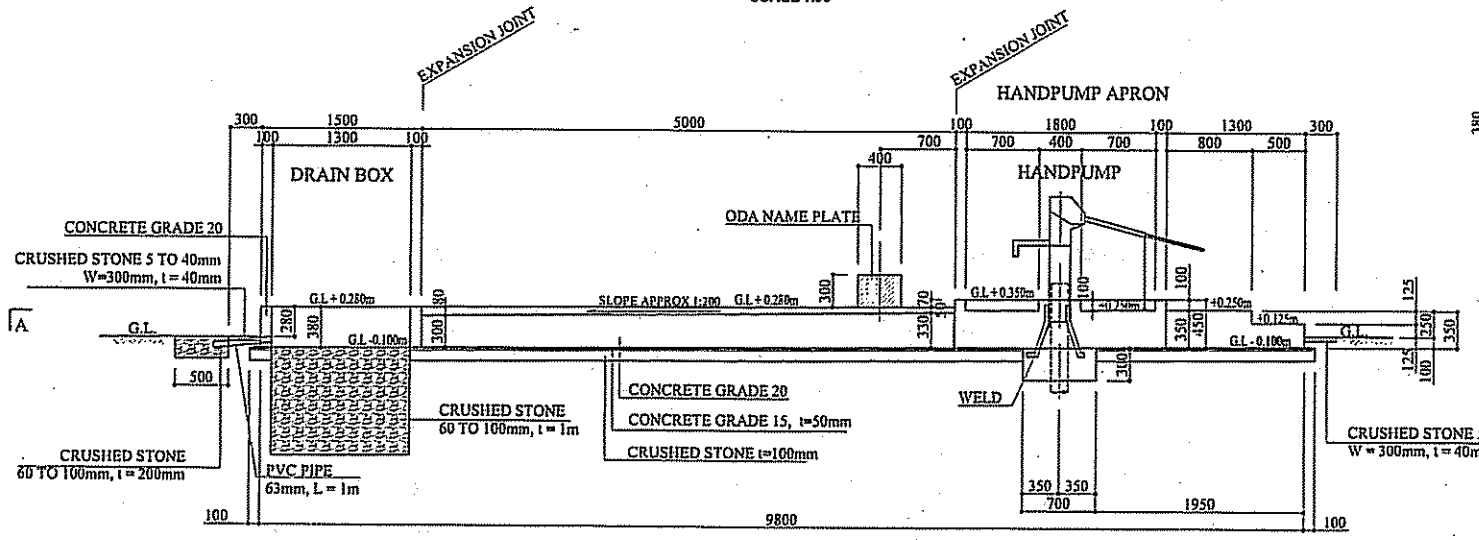 EXPANSION JOINT
EXPANSION JOINT
HANDPUMP APRON
300 1500 5000 100 1800 100 1300 300
100 1300 100 700 700 400 700 800 500
400
380
DRAIN BOX
HANDPUMP
ODA NAME PLATE
CONCRETE GRADE 20
CRUSHED STONE 5 TO 40mm
W=300mm, t = 40mm
A
G.L.
G.L + 0.280m
SLOPE APPROX 1:200
G.L + 0.280m
G.L + 0.350m
+0.250m
+0.250m
+0.125m
G.L.
280
380
G.L -0.100m
300
300
70
330
100
100
350
450
G.L - 0.100m
125
250
350
125
100
500
300
WELD
CONCRETE GRADE 20
CONCRETE GRADE 15, t=50mm
CRUSHED STONE t=100mm
CRUSHED STONE
60 TO 100mm, t = 1m
CRUSHED STONE
60 TO 100mm, t = 200mm
PVC PIPE
63mm, L = 1m
CRUSHED STONE
W = 300mm, t = 40m
350 350
700 1950
100 9800 100